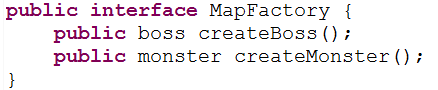 public interface MapFactory {
    public boss createBoss();
    public monster createMonster();
}